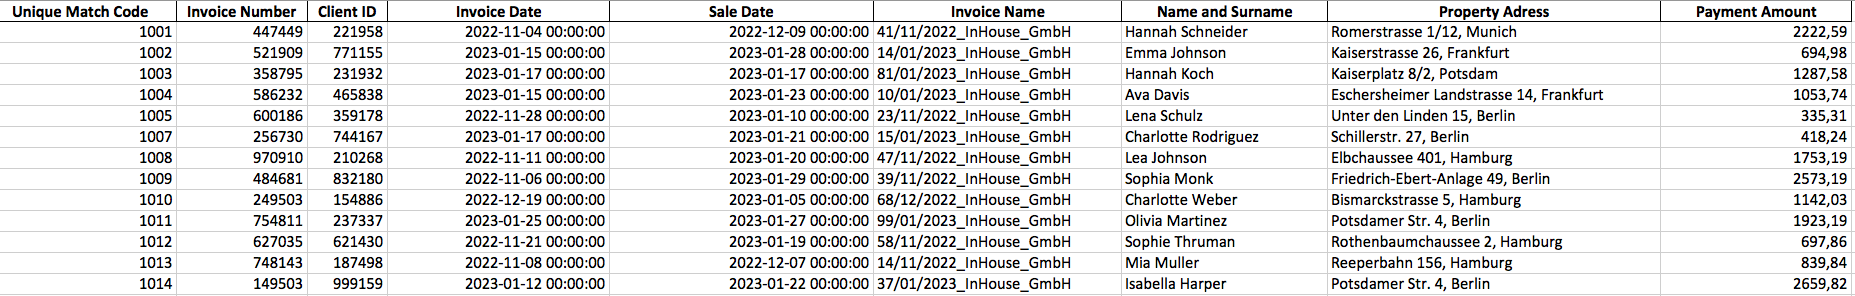 Unique Match Code Invoice Number Client ID Invoice Date Sale Date Invoice Name Name and Surname Property Adress Payment Amount
1001 447449 221958 2022-11-04 00:00:00 2022-12-09 00:00:00 41/11/2022_InHouse_GmbH Hannah Schneider Romerstrasse 1/12, Munich 2222,59
1002 521909 771155 2023-01-15 00:00:00 2023-01-28 00:00:00 14/01/2023_InHouse_GmbH Emma Johnson Kaiserstrasse 26, Frankfurt 694,98
1003 358795 231932 2023-01-17 00:00:00 2023-01-17 00:00:00 81/01/2023_InHouse_GmbH Hannah Koch Kaiserplatz 8/2, Potsdam 1287,58
1004 586232 465838 2023-01-15 00:00:00 2023-01-23 00:00:00 10/01/2023_InHouse_GmbH Ava Davis Eschersheimer Landstrasse 14, Frankfurt 1053,74
1005 600186 359178 2022-11-28 00:00:00 2023-01-10 00:00:00 23/11/2022_InHouse_GmbH Lena Schulz Unter den Linden 15, Berlin 335,31
1007 256730 744167 2023-01-17 00:00:00 2023-01-21 00:00:00 15/01/2023_InHouse_GmbH Charlotte Rodriguez Schillerstr. 27, Berlin 418,24
1008 970910 210268 2022-11-11 00:00:00 2023-01-20 00:00:00 47/11/2022_InHouse_GmbH Lea Johnson Elbchaussee 401, Hamburg 1753,19
1009 484681 832180 2022-11-06 00:00:00 2023-01-29 00:00:00 39/11/2022_InHouse_GmbH Sophia Monk Friedrich-Ebert-Anlage 49, Berlin 2573,19
1010 249503 154886 2022-12-19 00:00:00 2023-01-05 00:00:00 68/12/2022_InHouse_GmbH Charlotte Weber Bismarckstrasse 5, Hamburg 1142,03
1011 754811 237337 2023-01-25 00:00:00 2023-01-27 00:00:00 99/01/2023_InHouse_GmbH Olivia Martinez Potsdamer Str. 4, Berlin 1923,19
1012 627035 621430 2022-11-21 00:00:00 2023-01-19 00:00:00 58/11/2022_InHouse_GmbH Sophie Thruman Rothenbaumchaussee 2, Hamburg 697,86
1013 748143 187498 2022-11-08 00:00:00 2022-12-07 00:00:00 14/11/2022_InHouse_GmbH Mia Muller Reeperbahn 156, Hamburg 839,84
1014 149503 999159 2023-01-12 00:00:00 2023-01-22 00:00:00 37/01/2023_InHouse_GmbH Isabella Harper Potsdamer Str. 4, Berlin 2659,82